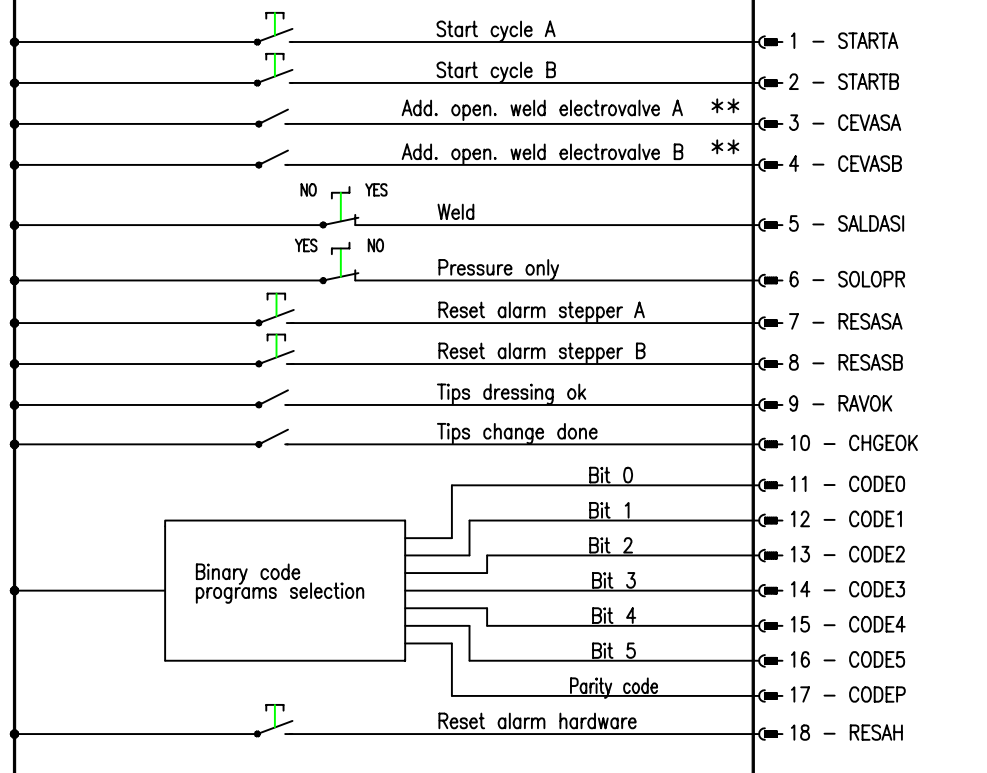 Start cycle A 1 - STARTA
Start cycle B 2 - STARTB
Add. open. weld electrovalve A ** 3 - CEVASA
Add. open. weld electrovalve B ** 4 - CEVASB
NO YES
Weld 5 - SALDASI
YES NO
Pressure only 6 - SOLOPR
Reset alarm stepper A 7 - RESASA
Reset alarm stepper B 8 - RESASB
Tips dressing ok 9 - RAVOK
Tips change done 10 - CHGEOK
Bit 0 11 - CODE0
Bit 1 12 - CODE1
Bit 2 13 - CODE2
Binary code
programs selection
Bit 3 14 - CODE3
Bit 4 15 - CODE4
Bit 5 16 - CODE5
Parity code 17 - CODEP
Reset alarm hardware 18 - RESAH